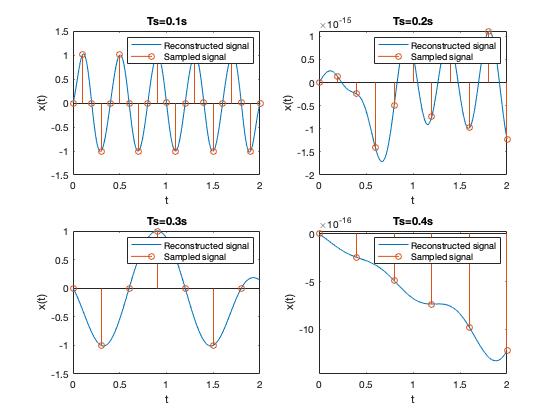 Ts=0.1s
1.5
1
0.5
0
-0.5
-1
-1.5
x(t)
0 0.5 1 1.5 2
t
Reconstructed signal
Sampled signal
Ts=0.2s
×10-15
1
0.5
0
-0.5
-1
-1.5
-2
x(t)
0 0.5 1 1.5 2
t
Reconstructed signal
Sampled signal
Ts=0.3s
1
0.5
0
-0.5
-1
-1.5
x(t)
0 0.5 1 1.5 2
t
Reconstructed signal
Sampled signal
Ts=0.4s
×10-16
0
-5
-10
x(t)
0 0.5 1 1.5 2
t
Reconstructed signal
Sampled signal